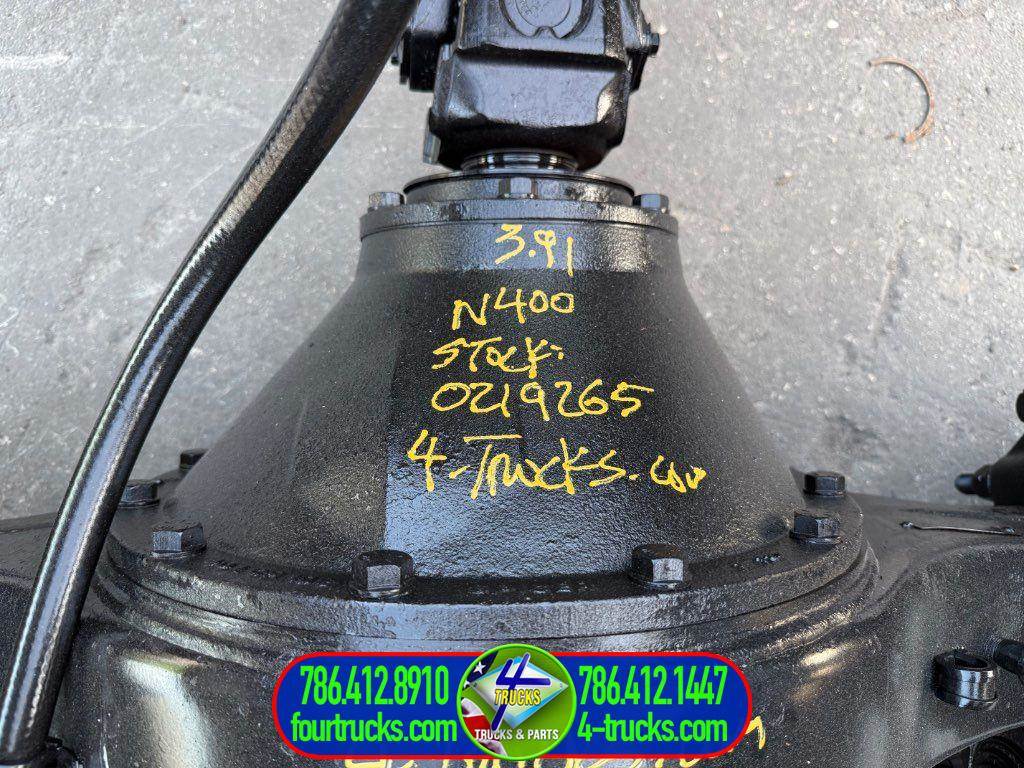 3.91
N400
STOCK:
0219265
4-TRUCKS.COM
786.412.8910
fourtrucks.com
4
TRUCKS
TRUCKS & PARTS
786.412.1447
4-trucks.com